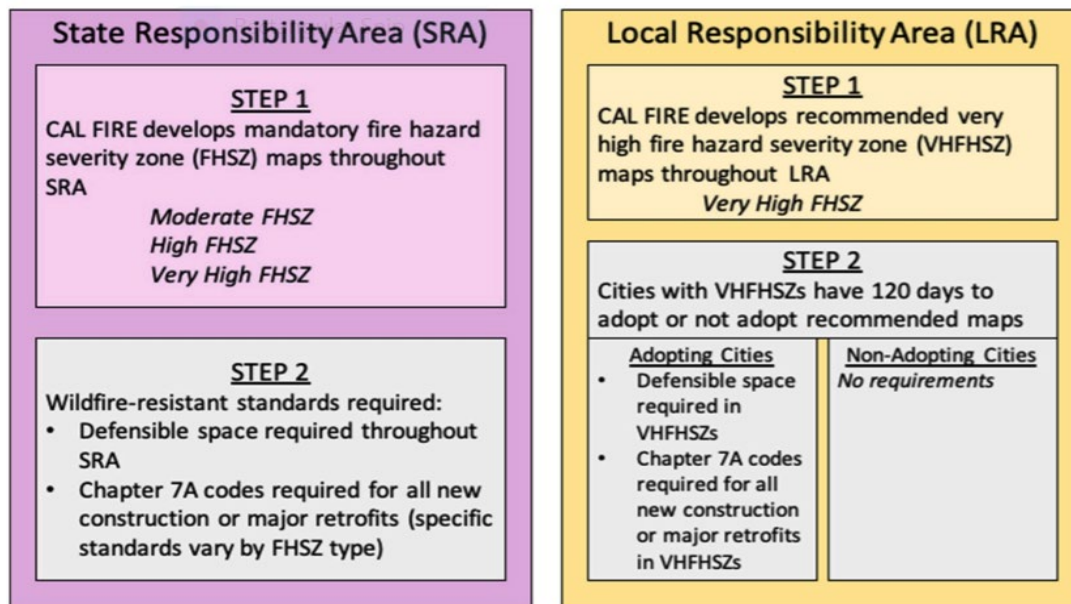 State Responsibility Area (SRA)
STEP 1
CAL FIRE develops mandatory fire hazard
severity zone (FHSZ) maps throughout
SRA
Moderate FHSZ
High FHSZ
Very High FHSZ
STEP 2
Wildfire-resistant standards required:
• Defensible space required throughout
SRA
• Chapter 7A codes required for all new
construction or major retrofits (specific
standards vary by FHSZ type)
Local Responsibility Area (LRA)
STEP 1
CAL FIRE develops recommended very
high fire hazard severity zone (VHFHSZ)
maps throughout LRA
Very High FHSZ
STEP 2
Cities with VHFHSZs have 120 days to
adopt or not adopt recommended maps
Adopting Cities
• Defensible space
required in
VHFHSZs
• Chapter 7A codes
required for all
new construction
or major retrofits
in VHFHSZs
Non-Adopting Cities
No requirements